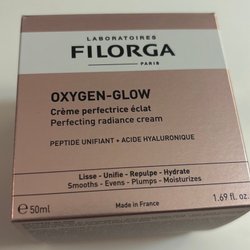 LABORATOIRES
FILORGA
PARIS
OXYGEN-GLOW
Crème perfectrice éclat
Perfecting radiance cream
PEPTIDE UNIFIANT + ACIDE HYALURONIQUE
Lisse - Unifie - Repulpe - Hydrate
Smooths - Evens - Plumps - Moisturizes
e 50ml Made in France 1.69 fl. oz.